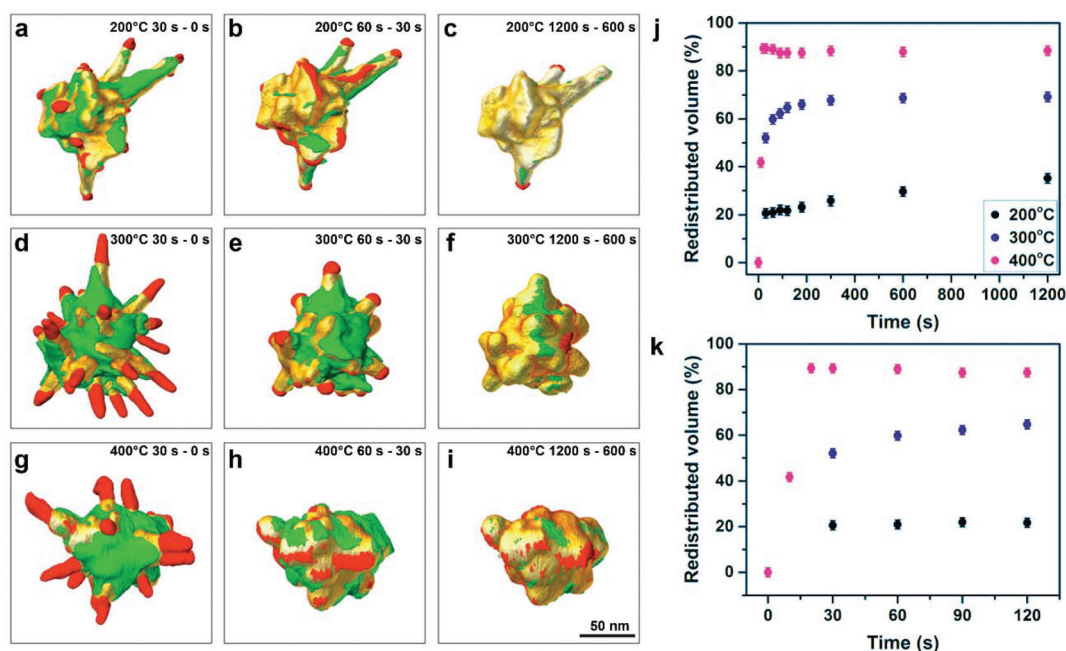 a 200°C 30 s - 0 s
b 200°C 60 s - 30 s
c 200°C 1200 s - 600 s
d 300°C 30 s - 0 s
e 300°C 60 s - 30 s
f 300°C 1200 s - 600 s
g 400°C 30 s - 0 s
h 400°C 60 s - 30 s
i 400°C 1200 s - 600 s
50 nm
j
Redistributed volume (%)
100
80
60
40
20
0
200°C
300°C
400°C
0 200 400 600 800 1000 1200
Time (s)
k
Redistributed volume (%)
100
80
60
40
20
0
0 30 60 90 120
Time (s)